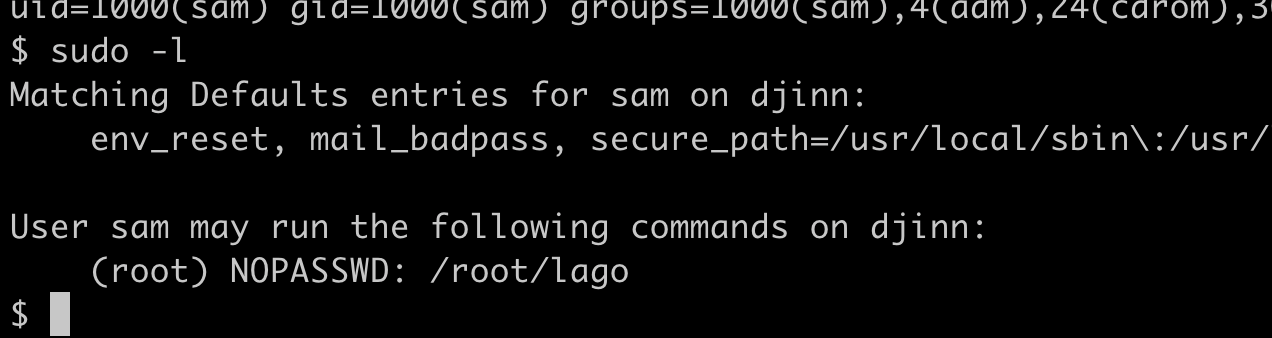 uid=1000(sam) gid=1000(sam) groups=1000(sam),4(adm),24(cdrom),3
$ sudo -l
Matching Defaults entries for sam on djinn:
    env_reset, mail_badpass, secure_path=/usr/local/sbin\:/usr/
User sam may run the following commands on djinn:
    (root) NOPASSWD: /root/lago
$